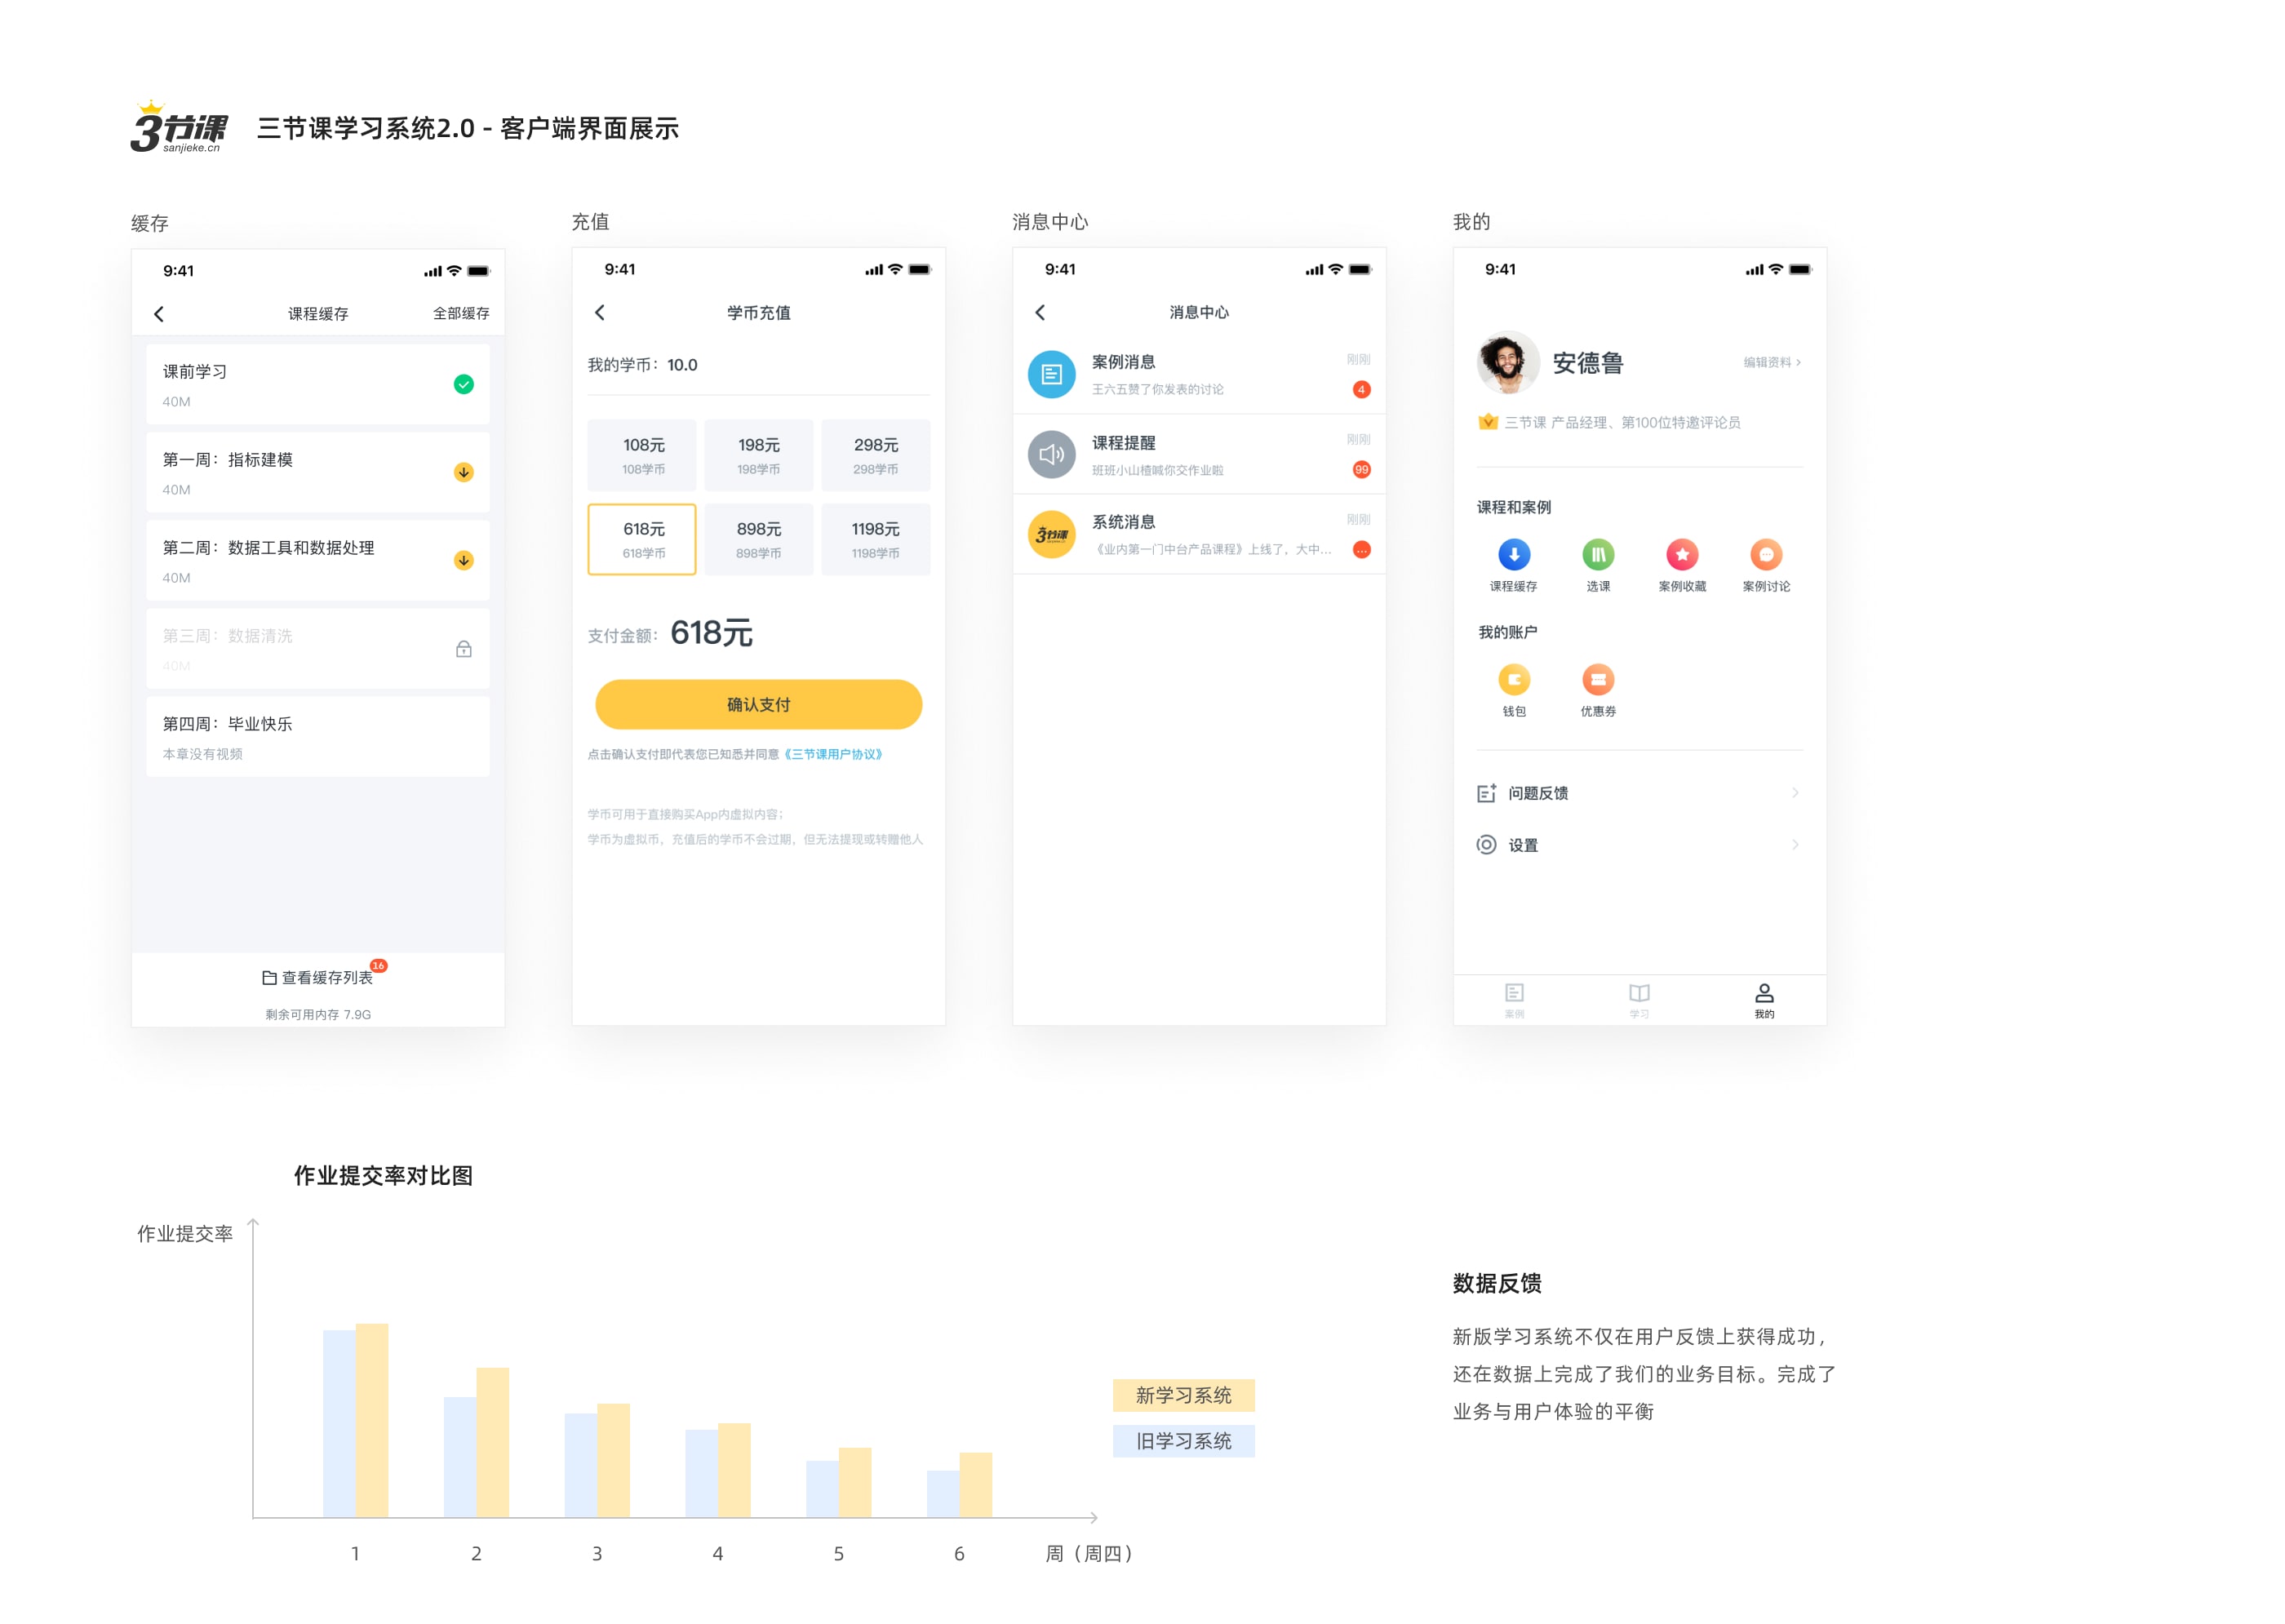 3节课
sanjieke.cn
三节课学习系统2.0 - 客户端界面展示
缓存
9:41
课程缓存
全部缓存
课前学习
40M
第一周：指标建模
40M
第二周：数据工具和数据处理
40M
第三周：数据清洗
40M
第四周：毕业快乐
本章没有视频
查看缓存列表
16
剩余可用内存 7.9G
充值
9:41
学币充值
我的学币：10.0
108元
108学币
198元
198学币
298元
298学币
618元
618学币
898元
898学币
1198元
1198学币
支付金额：618元
确认支付
点击确认支付即代表您已知悉并同意《三节课用户协议》
学币可用于直接购买App内虚拟内容；
学币为虚拟币，充值后的学币不会过期，但无法提现或转赠他人
消息中心
9:41
消息中心
案例消息
刚刚
王六五赞了你发表的讨论
4
课程提醒
刚刚
班班小山楂喊你交作业啦
99
3节课
系统消息
刚刚
《业内第一门中台产品课程》上线了，大中...
...
我的
9:41
安德鲁
编辑资料
三节课 产品经理、第100位特邀评论员
课程和案例
课程缓存
选课
案例收藏
案例讨论
我的账户
钱包
优惠券
问题反馈
设置
案例
学习
我的
作业提交率对比图
作业提交率
1
2
3
4
5
6
周（周四）
新学习系统
旧学习系统
数据反馈
新版学习系统不仅在用户反馈上获得成功，
还在数据上完成了我们的业务目标。完成了
业务与用户体验的平衡